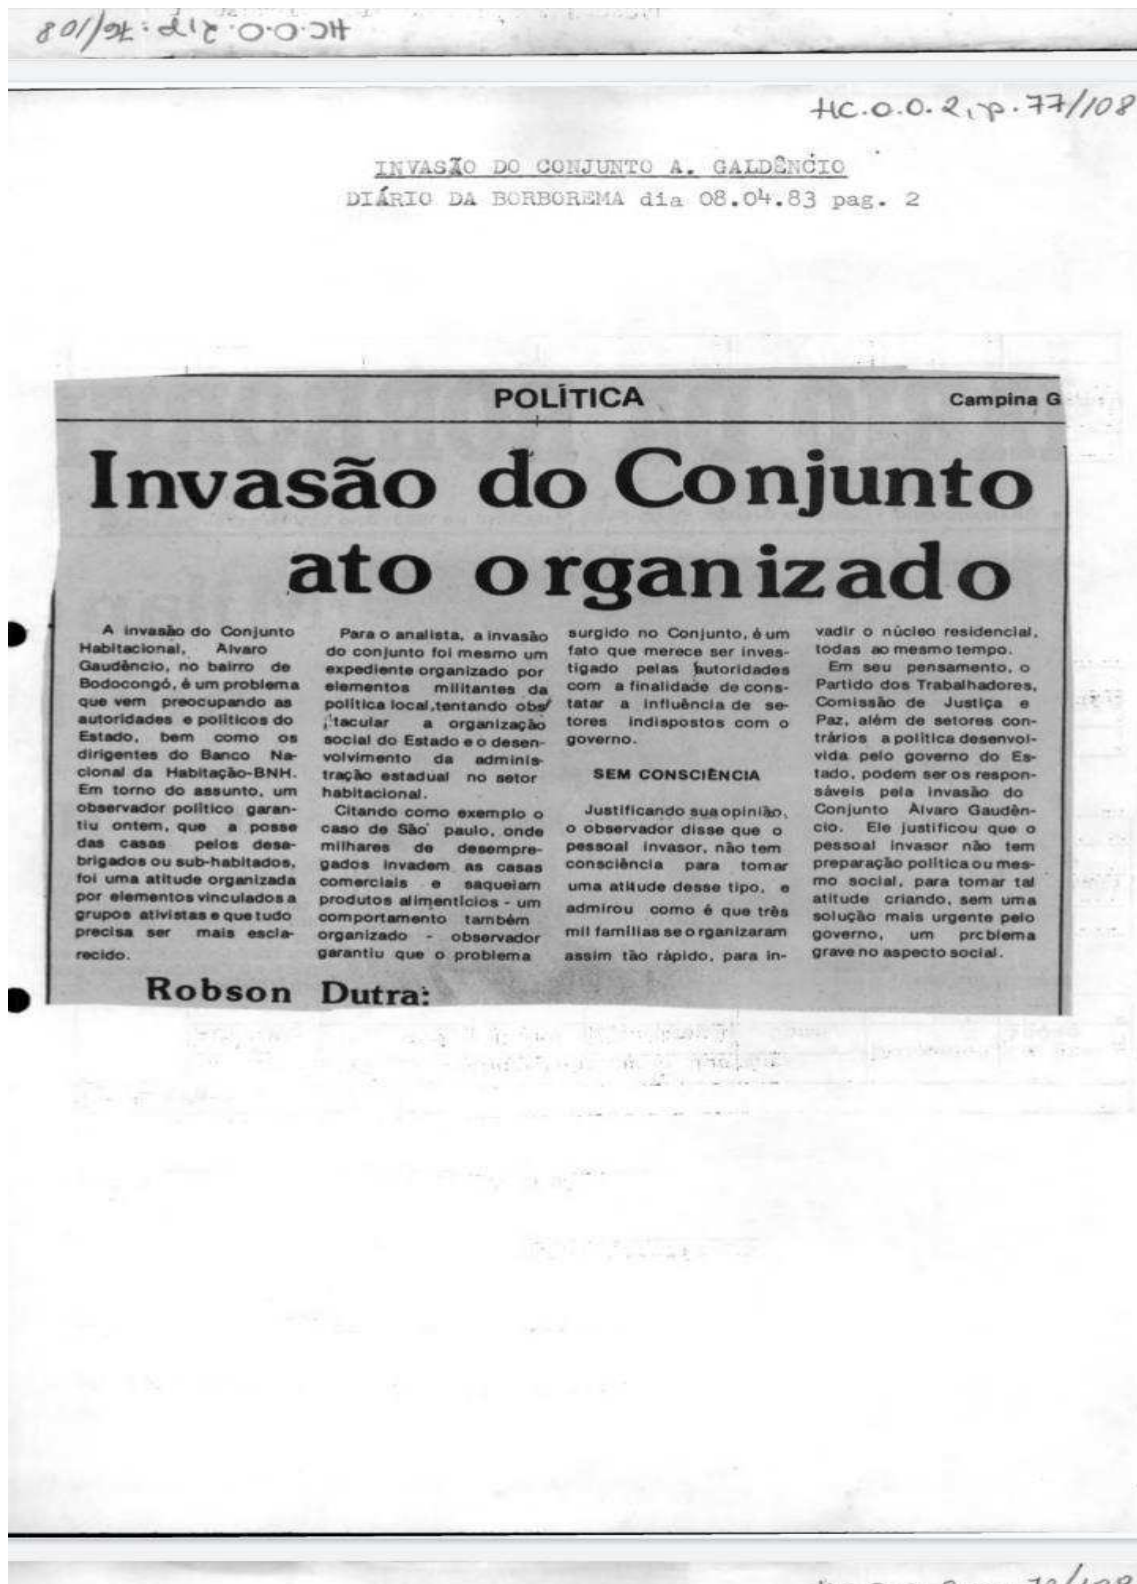 HC.0.0.2,p.76/108
HC.0.0.2,p.77/108
INVASÃO DO CONJUNTO A. GALDÊNCIO
DIÁRIO DA BORBOREMA dia 08.04.83 pag. 2
POLÍTICA
Campina G
Invasão do Conjunto
ato organizado
A invasão do Conjunto
Habitacional, Alvaro
Gaudêncio, no bairro de
Bodocongó, é um problema
que vem preocupando as
autoridades e políticos do
Estado, bem como os
dirigentes do Banco Na-
cional da Habitação-BNH.
Em torno do assunto, um
observador político garan-
tiu ontem, que a posse
das casas pelos desa-
brigados ou sub-habitados,
foi uma atitude organizada
por elementos vinculados a
grupos ativistas e que tudo
precisa ser mais escla-
recido.
Para o analista, a invasão
do conjunto foi mesmo um
expediente organizado por
elementos militantes da
política local, tentando obs
tacular a organização
social do Estado e o desen-
volvimento da adminis-
tração estadual no setor
habitacional.
Citando como exemplo o
caso de São paulo, onde
milhares de desempre-
gados invadem as casas
comerciais e saqueiam
produtos alimentícios - um
comportamento também
organizado - observador
garantiu que o problema
surgido no Conjunto, é um
fato que merece ser inves-
tigado pelas autoridades
com a finalidade de cons-
tatar a influência de se-
tores indispostos com o
governo.
SEM CONSCIÊNCIA
Justificando sua opinião,
o observador disse que o
pessoal invasor, não tem
consciência para tomar
uma atitude desse tipo, e
admirou como é que três
mil famílias se organizaram
assim tão rápido, para in-
vadir o núcleo residencial,
todas ao mesmo tempo.
Em seu pensamento, o
Partido dos Trabalhadores,
Comissão de Justiça e
Paz, além de setores con-
trários a política desenvol-
vida pelo governo do Es-
tado, podem ser os respon-
sáveis pela invasão do
Conjunto Alvaro Gaudên-
cio. Ele justificou que o
pessoal invasor não tem
preparação política ou mes-
mo social, para tomar tal
atitude criando, sem uma
solução mais urgente pelo
governo, um problema
grave no aspecto social.
Robson Dutra: